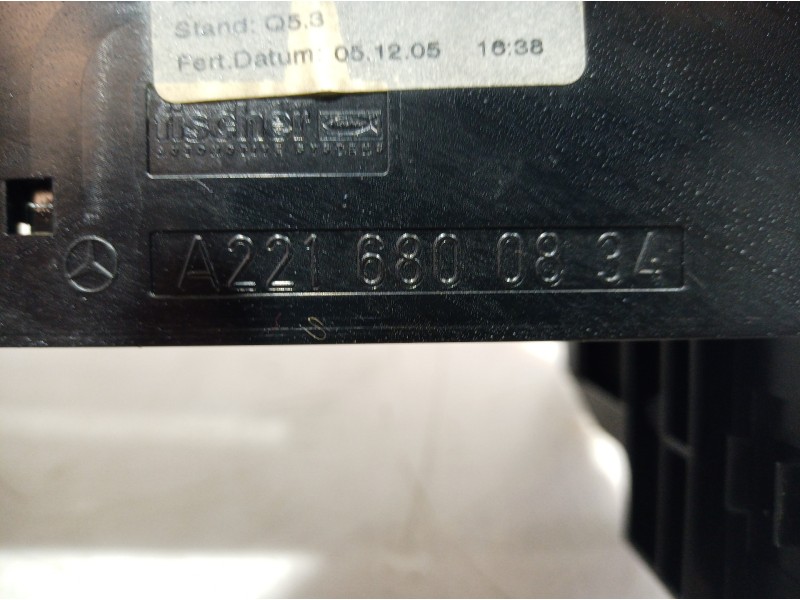 Stand: Q5.3
Fert.Datum: 05.12.05 16:38
fischer
A221 680 08 34